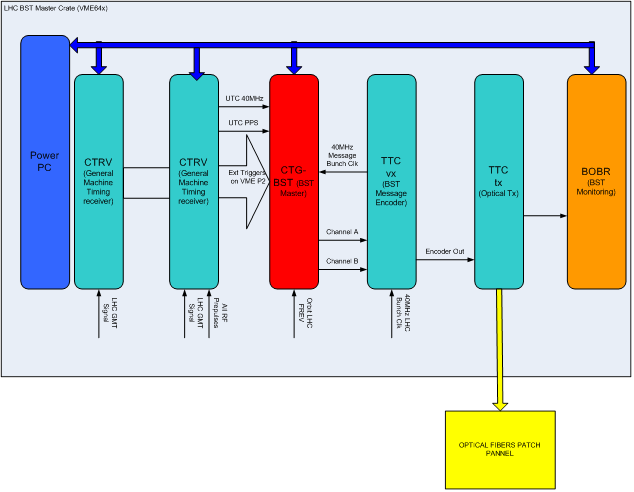 LHC BST Master Crate (VME64x)
Power
PC
CTRV
(General
Machine
Timing
receiver)
CTRV
(General
Machine
Timing
receiver)
UTC 40MHz
UTC PPS
Ext Triggers
on VME P2
CTG-
BST (BST
Master)
40MHz
Message
Bunch Clk
Channel A
Channel B
TTC
vx
(BST
Message
Encoder)
Encoder Out
TTC
tx
(Optical Tx)
BOBR
(BST
Monitoring)
LHC GMT
Signal
LHC GMT
Signal
All RF
Prepulses
Orbit LHC
FREV
40MHz LHC
Bunch Clk
OPTICAL FIBERS PATCH
PANNEL